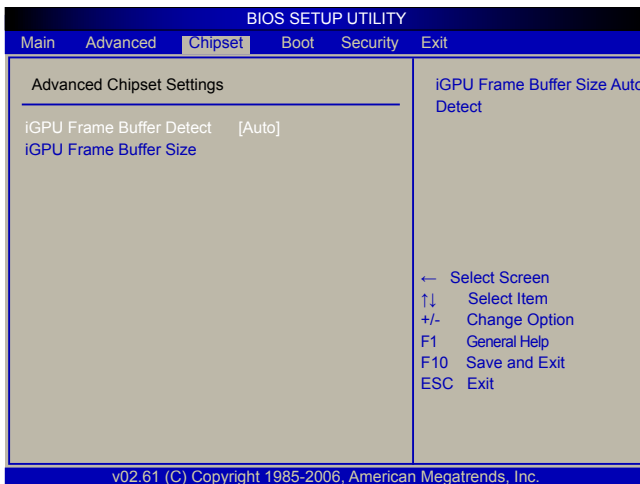 BIOS SETUP UTILITY
Main Advanced Chipset Boot Security Exit
Advanced Chipset Settings
iGPU Frame Buffer Detect [Auto]
iGPU Frame Buffer Size
iGPU Frame Buffer Size Auto
Detect
← Select Screen
↑↓ Select Item
+/- Change Option
F1 General Help
F10 Save and Exit
ESC Exit
v02.61 (C) Copyright 1985-2006, American Megatrends, Inc.